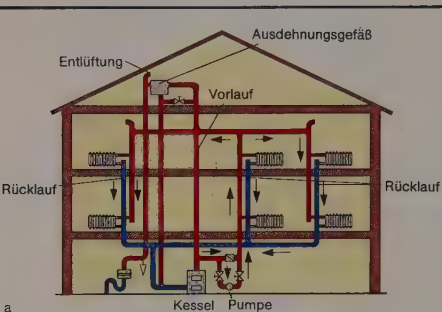 Ausdehnungsgefäß
Entlüftung
Vorlauf
Rücklauf
Rücklauf
a
Kessel Pumpe